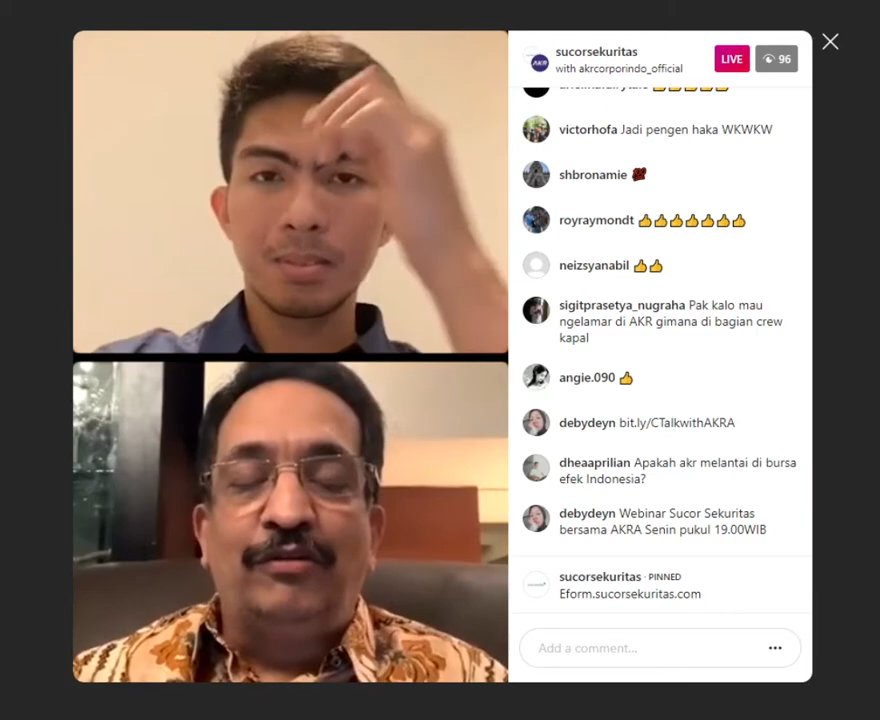 sucorsekuritas
with akrcorporindo_official
AKR
LIVE
96
victorhofa Jadi pengen haka WKWKW
shbronamie 💯
royraymondt 👍👍👍👍👍👍👍
neizsyanabil 👍👍
sigitprasetya_nugraha Pak kalo mau
ngelamar di AKR gimana di bagian crew
kapal
angie.090 👍
debydeyn bit.ly/CTalkwithAKRA
dheaaprilian Apakah akr melantai di bursa
efek Indonesia?
debydeyn Webinar Sucor Sekuritas
bersama AKRA Senin pukul 19.00WIB
sucorsekuritas · PINNED
Eform.sucorsekuritas.com
Add a comment...